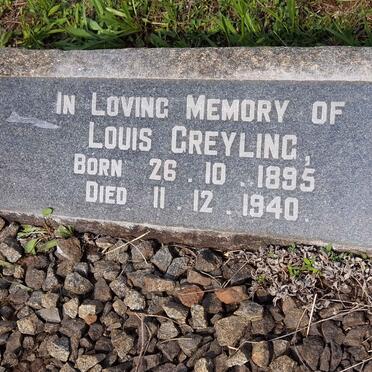 IN LOVING MEMORY OF
LOUIS GREYLING,
BORN 26 . 10 . 1895
DIED 11 . 12 . 1940.